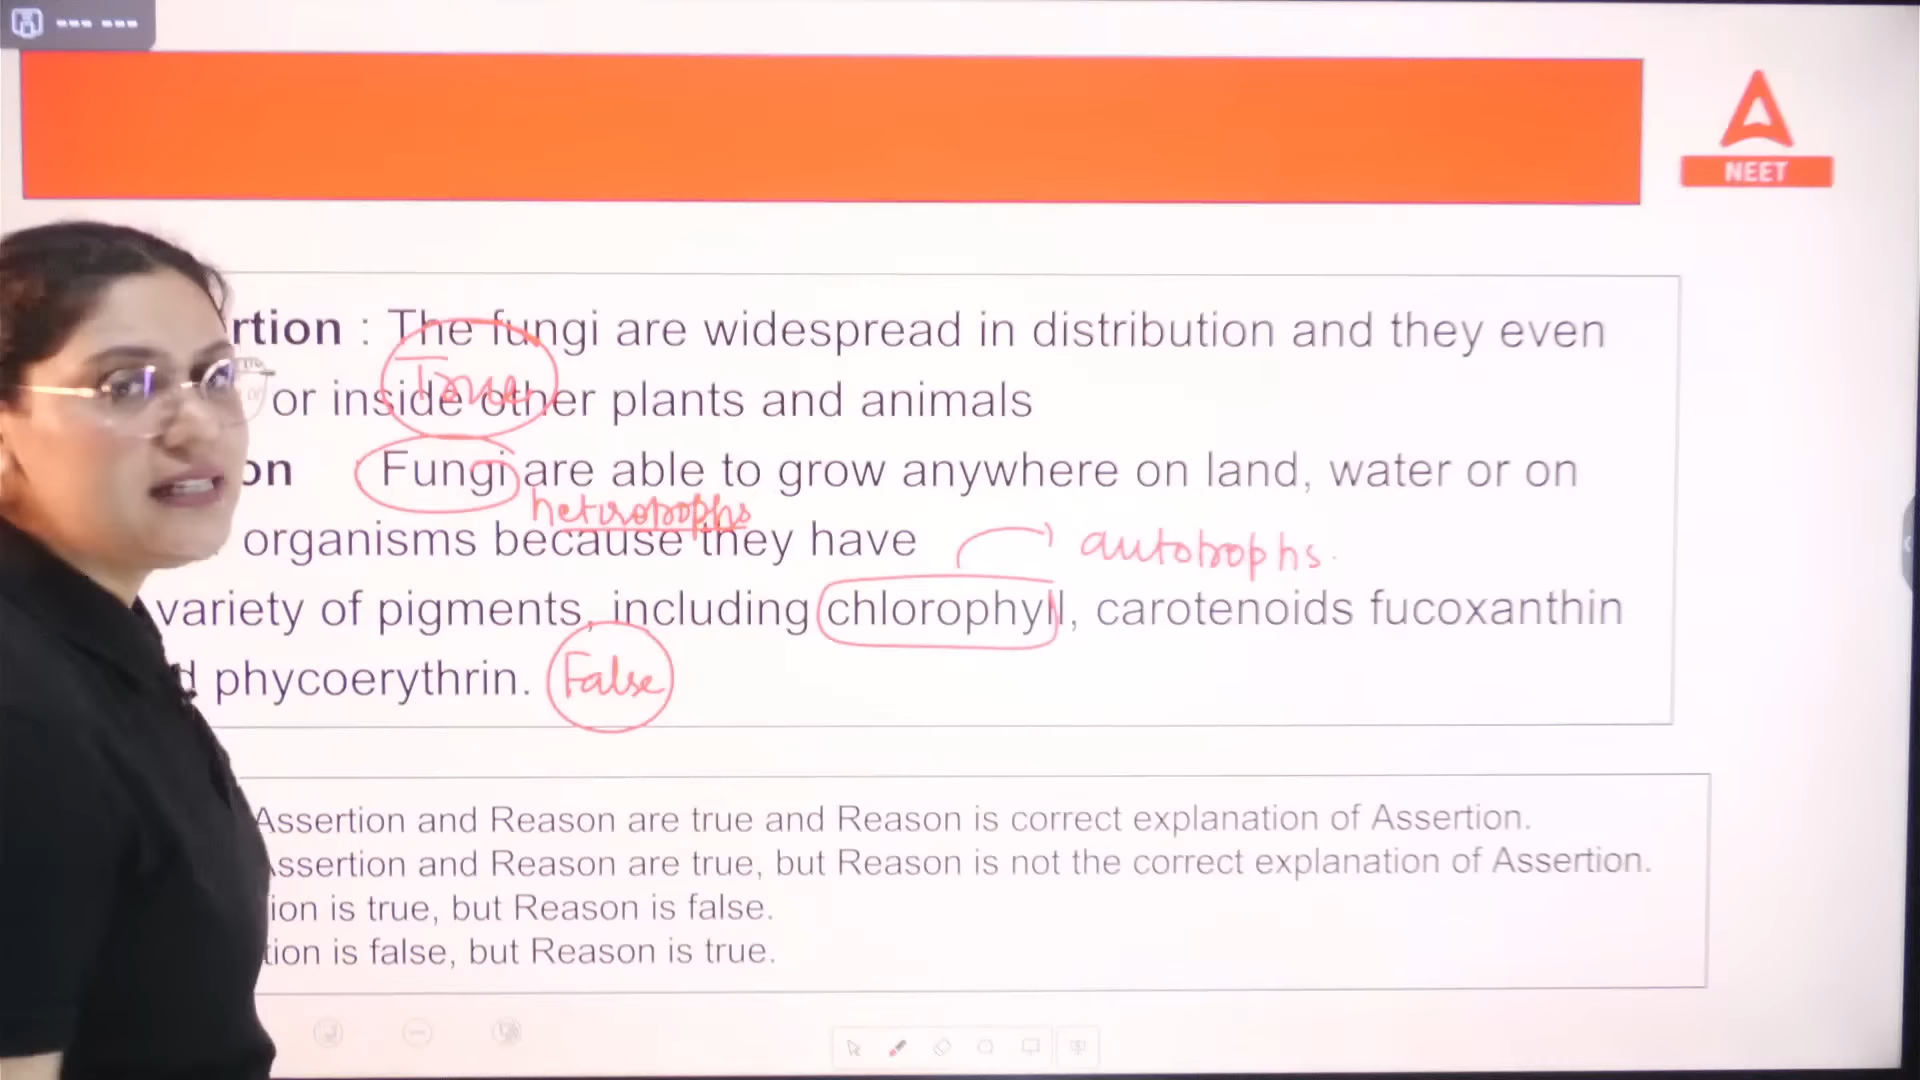 NEET
rtion : The fungi are widespread in distribution and they even
True
or inside other plants and animals
on Fungi are able to grow anywhere on land, water or on
heterotrophs
organisms because they have
autotrophs.
variety of pigments, including chlorophyll, carotenoids fucoxanthin
d phycoerythrin. False
Assertion and Reason are true and Reason is correct explanation of Assertion.
Assertion and Reason are true, but Reason is not the correct explanation of Assertion.
ion is true, but Reason is false.
tion is false, but Reason is true.